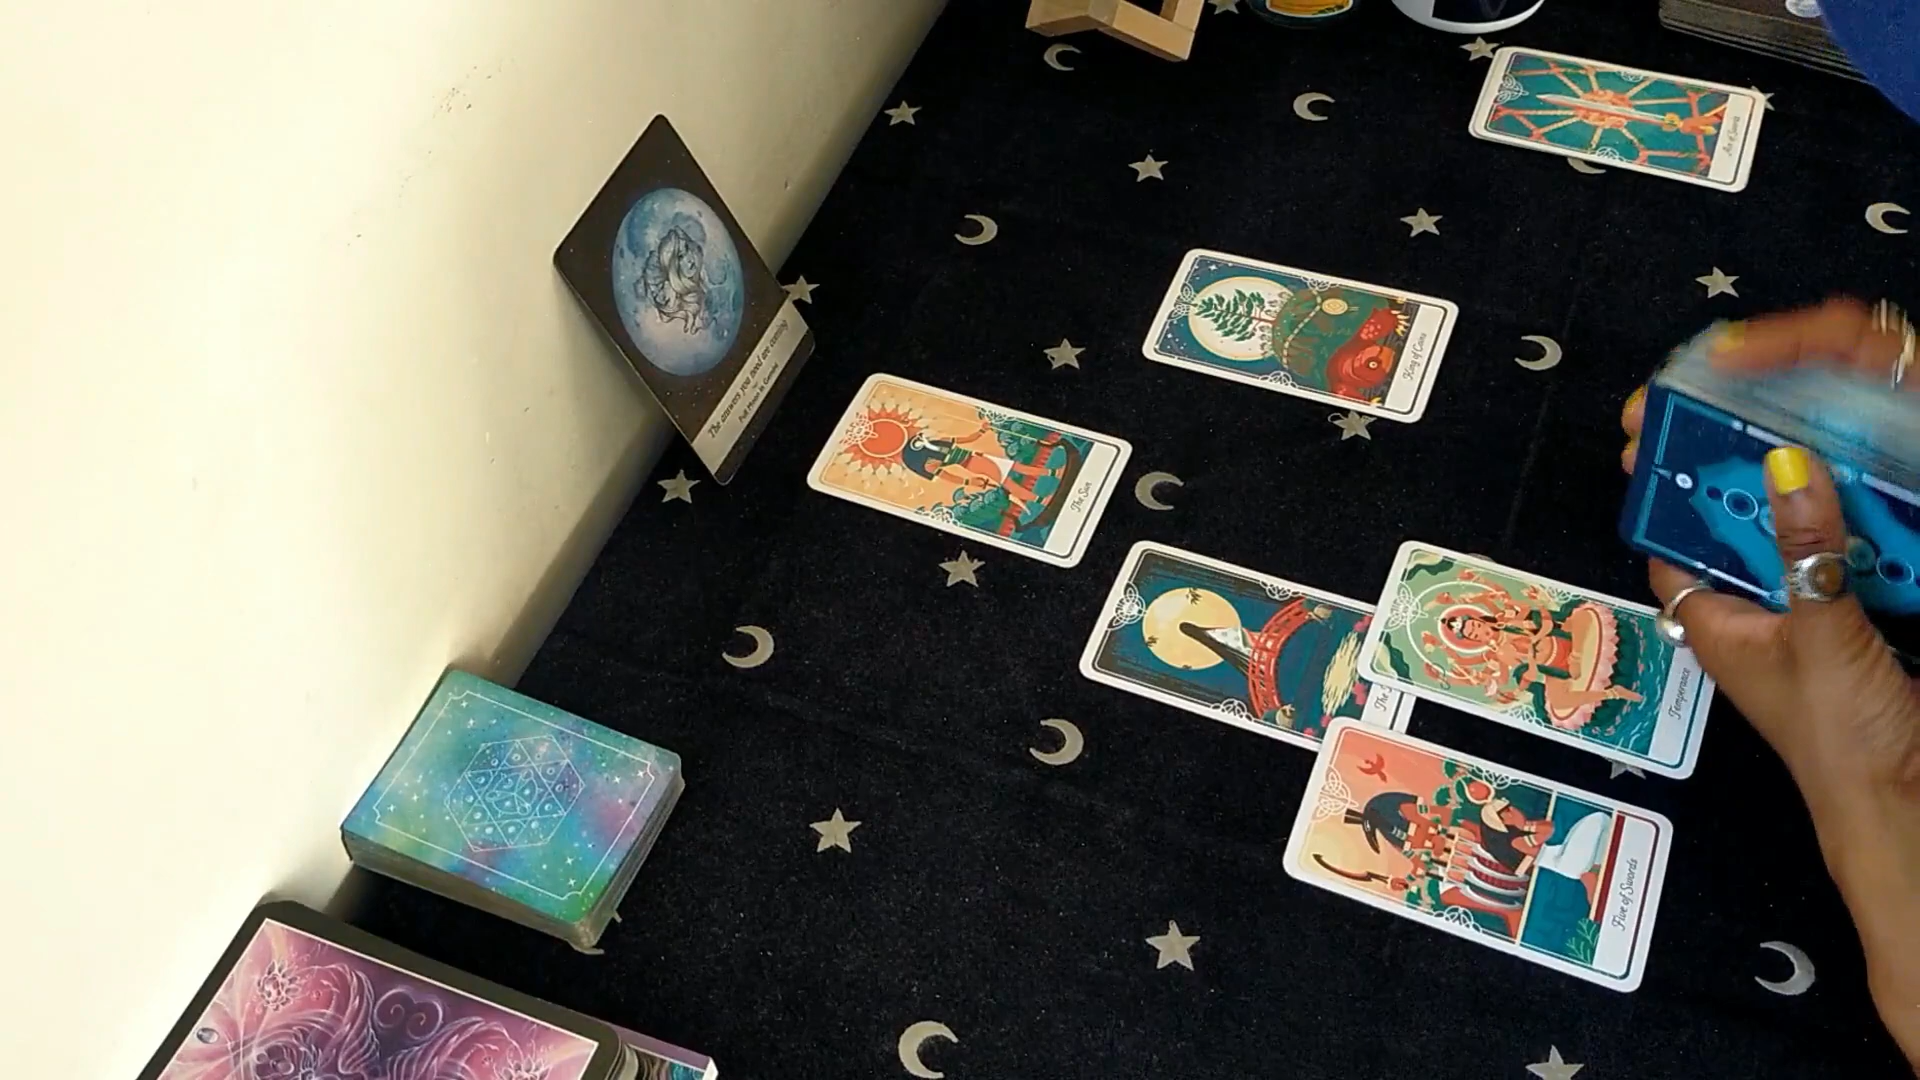 Ace of Swords
The answers you need are coming
Full Moon in Gemini
King of Coins
The Sun
The
Temperance
Five of Swords